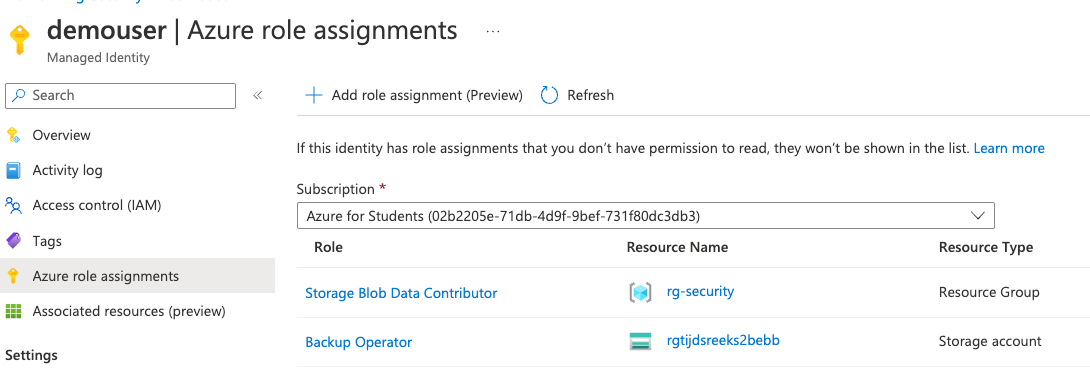 demouser | Azure role assignments ...
Managed Identity
Search «
+ Add role assignment (Preview) Refresh
Overview
Activity log
Access control (IAM)
Tags
Azure role assignments
Associated resources (preview)
Settings
If this identity has role assignments that you don't have permission to read, they won't be shown in the list. Learn more
Subscription *
Azure for Students (02b2205e-71db-4d9f-9bef-731f80dc3db3)
Role Resource Name Resource Type
Storage Blob Data Contributor rg-security Resource Group
Backup Operator rgtijdsreeks2bebb Storage account